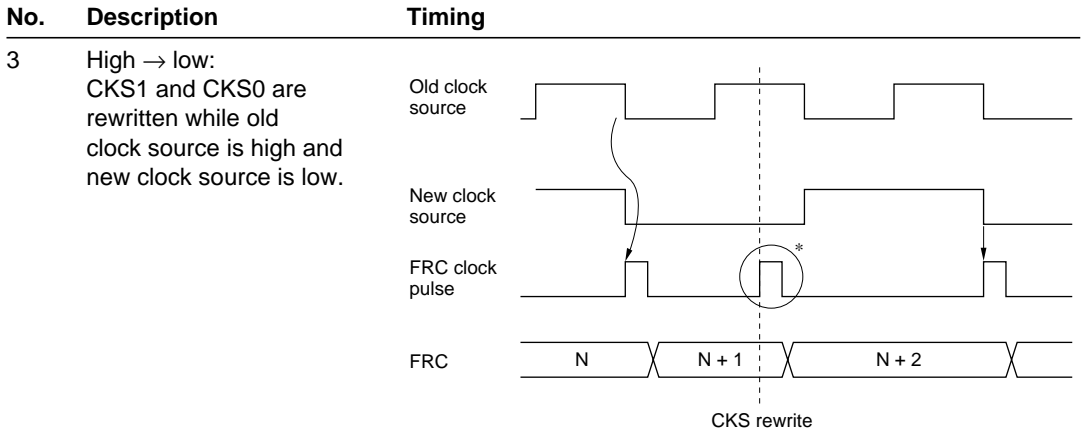 No. Description Timing
3 High → low:
CKS1 and CKS0 are
rewritten while old
clock source is high and
new clock source is low.
Old clock
source
New clock
source
*
FRC clock
pulse
FRC N N + 1 N + 2
CKS rewrite